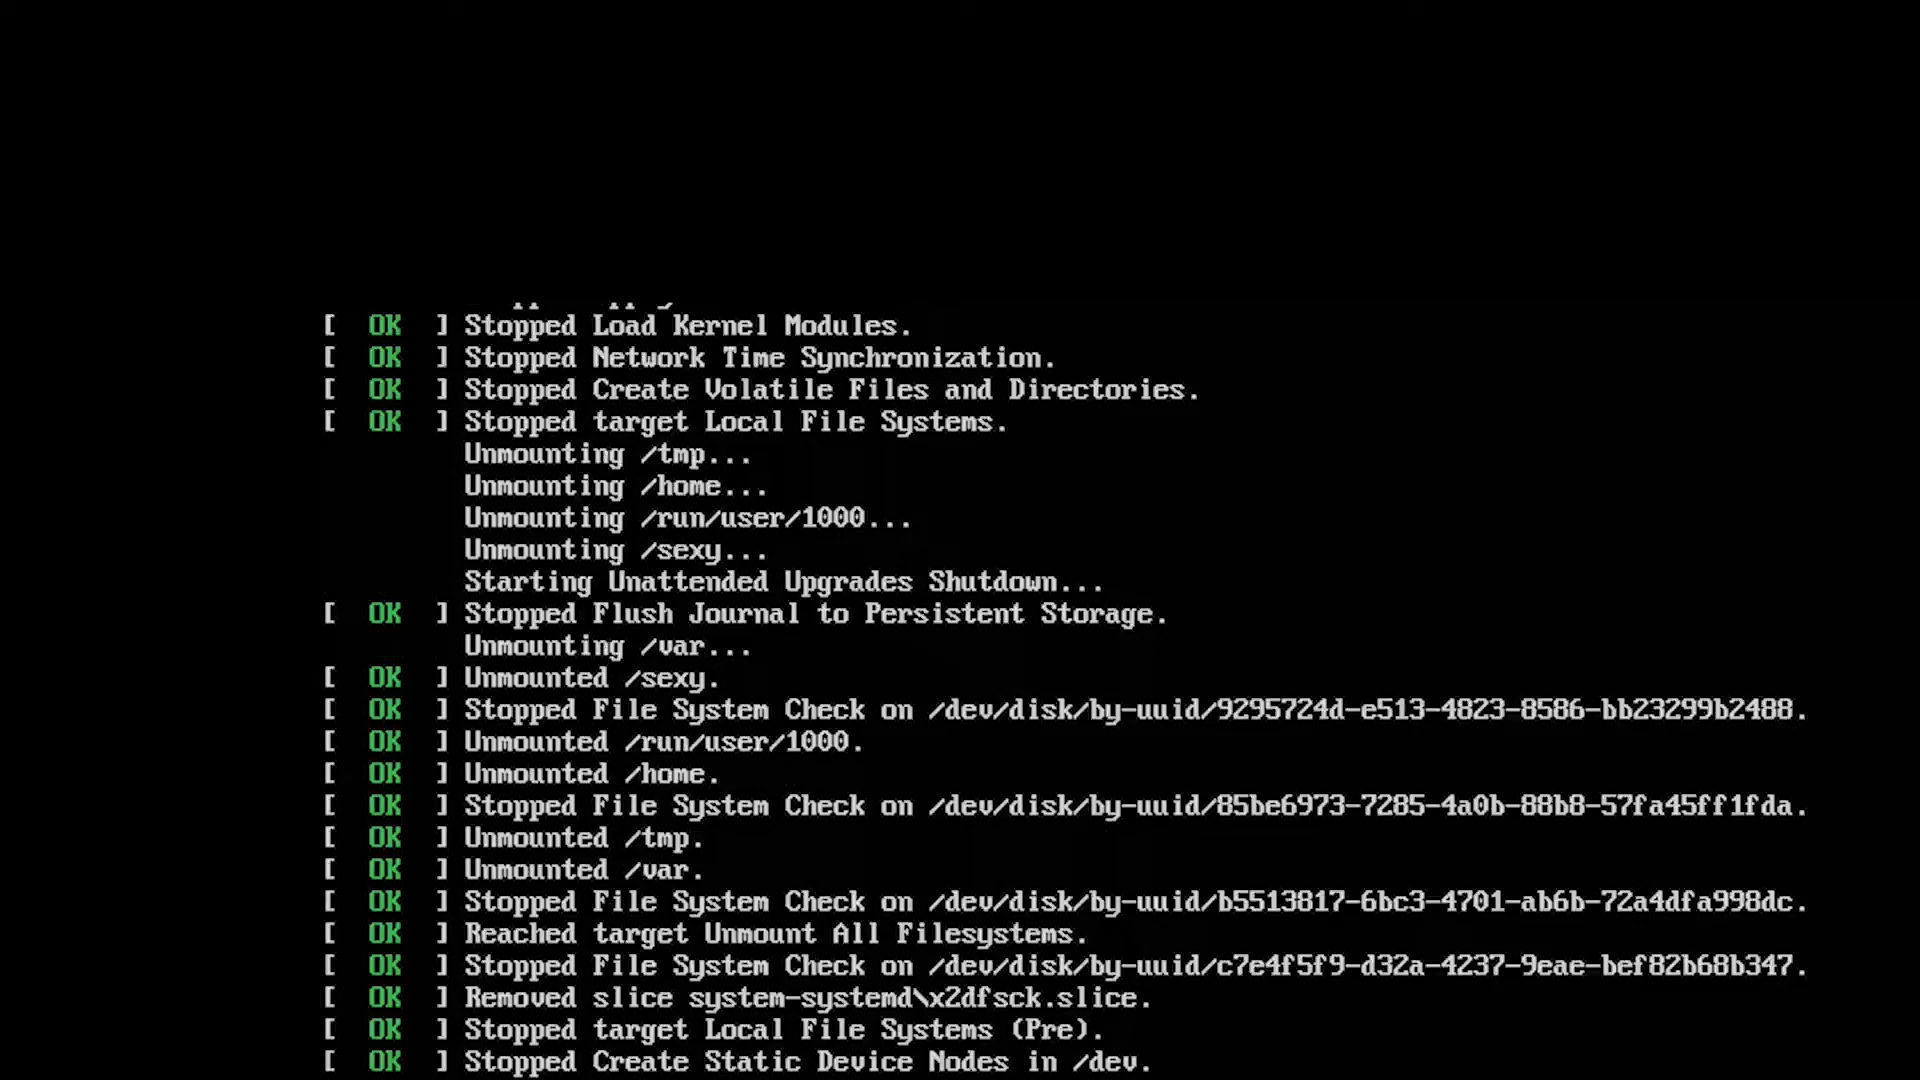 [  OK  ] Stopped Load Kernel Modules.
[  OK  ] Stopped Network Time Synchronization.
[  OK  ] Stopped Create Volatile Files and Directories.
[  OK  ] Stopped target Local File Systems.
Unmounting /tmp...
Unmounting /home...
Unmounting /run/user/1000...
Unmounting /sexy...
Starting Unattended Upgrades Shutdown...
[  OK  ] Stopped Flush Journal to Persistent Storage.
Unmounting /var...
[  OK  ] Unmounted /sexy.
[  OK  ] Stopped File System Check on /dev/disk/by-uuid/9295724d-e513-4823-8586-bb23299b2488.
[  OK  ] Unmounted /run/user/1000.
[  OK  ] Unmounted /home.
[  OK  ] Stopped File System Check on /dev/disk/by-uuid/85be6973-7285-4a0b-88b8-57fa45ff1fda.
[  OK  ] Unmounted /tmp.
[  OK  ] Unmounted /var.
[  OK  ] Stopped File System Check on /dev/disk/by-uuid/b5513817-6bc3-4701-ab6b-72a4dfa998dc.
[  OK  ] Reached target Unmount All Filesystems.
[  OK  ] Stopped File System Check on /dev/disk/by-uuid/c7e4f5f9-d32a-4237-9eae-bef82b68b347.
[  OK  ] Removed slice system-systemd\x2dfsck.slice.
[  OK  ] Stopped target Local File Systems (Pre).
[  OK  ] Stopped Create Static Device Nodes in /dev.